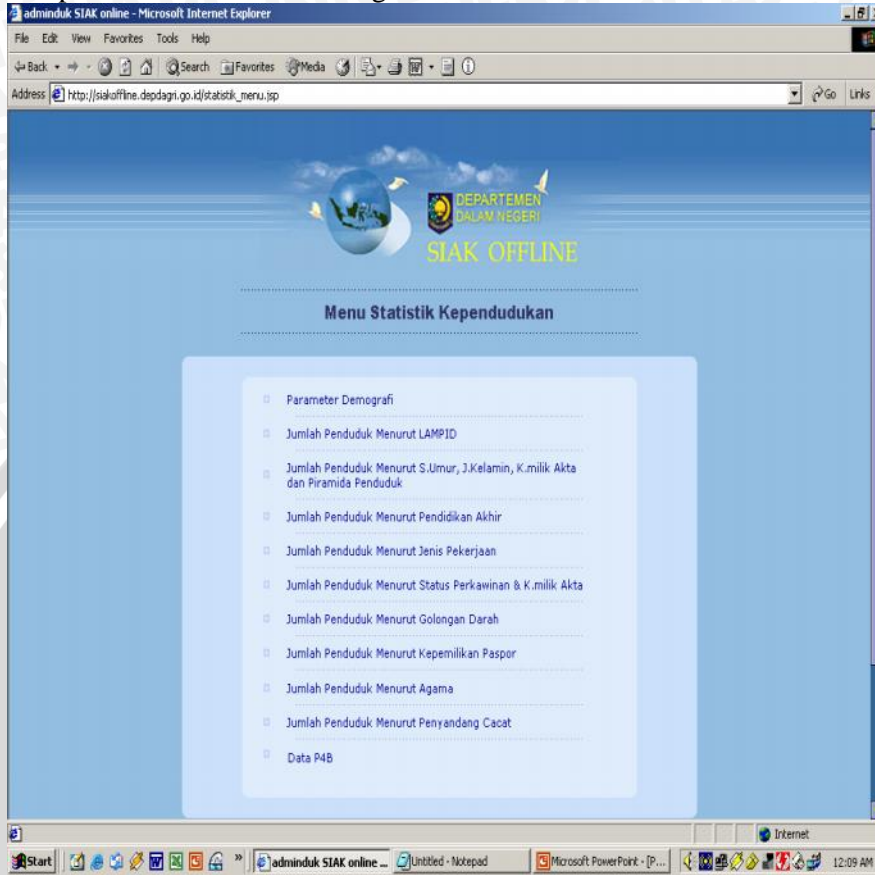 adminduk SIAK online - Microsoft Internet Explorer
File Edit View Favorites Tools Help
Back Search Favorites Media
Address http://siakoffline.depdagri.go.id/statistik_menu.jsp Go Links
DEPARTEMEN
DALAM NEGERI
SIAK OFFLINE
Menu Statistik Kependudukan
Parameter Demografi
Jumlah Penduduk Menurut LAMPID
Jumlah Penduduk Menurut S.Umur, J.Kelamin, K.milik Akta
dan Piramida Penduduk
Jumlah Penduduk Menurut Pendidikan Akhir
Jumlah Penduduk Menurut Jenis Pekerjaan
Jumlah Penduduk Menurut Status Perkawinan & K.milik Akta
Jumlah Penduduk Menurut Golongan Darah
Jumlah Penduduk Menurut Kepemilikan Paspor
Jumlah Penduduk Menurut Agama
Jumlah Penduduk Menurut Penyandang Cacat
Data P4B
Internet
Start » adminduk SIAK online ... Untitled - Notepad Microsoft PowerPoint - [P... 12:09 AM